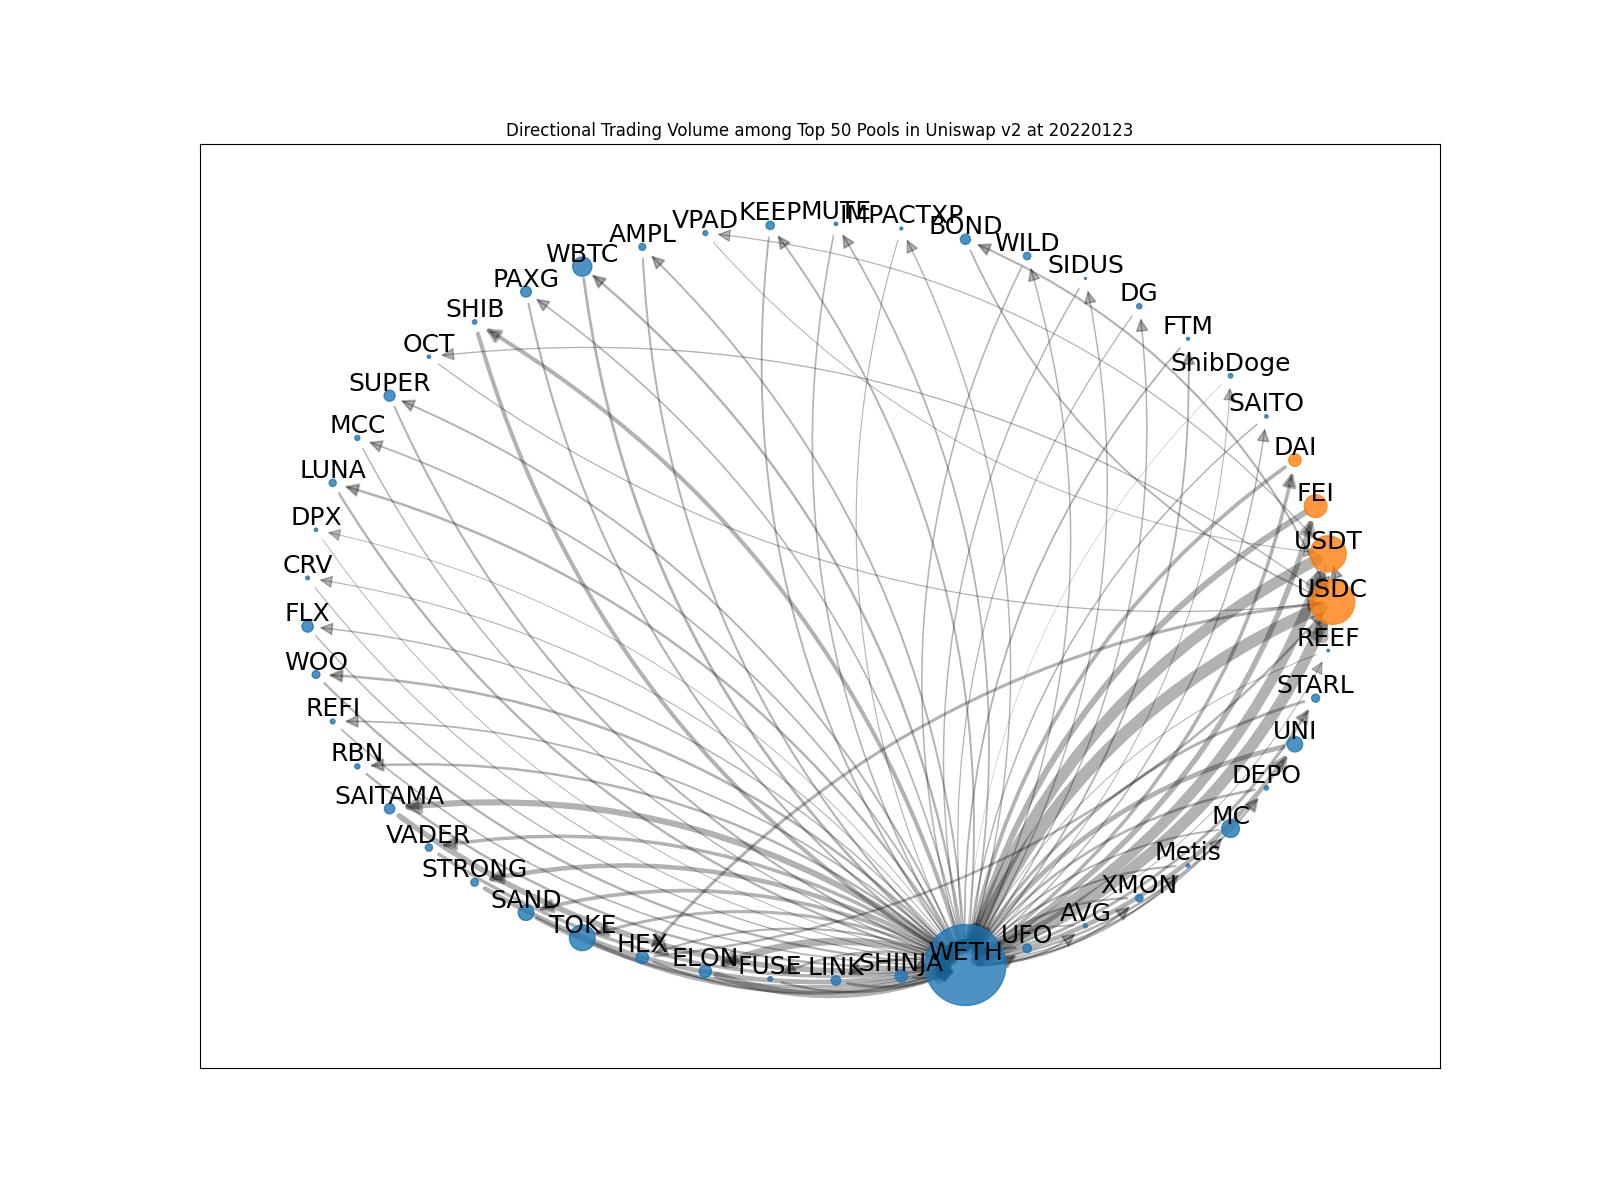 Directional Trading Volume among Top 50 Pools in Uniswap v2 at 20220123
KEEP
MUTE
IMPACTXP
VPAD
BOND
AMPL
WILD
WBTC
SIDUS
PAXG
DG
SHIB
FTM
OCT
ShibDoge
SUPER
SAITO
MCC
DAI
LUNA
FEI
DPX
USDT
CRV
USDC
FLX
REEF
WOO
STARL
REFI
UNI
RBN
DEPO
SAITAMA
MC
VADER
Metis
STRONG
XMON
SAND
AVG
TOKE
UFO
HEX
WETH
ELON
FUSE
LINK
SHINJA